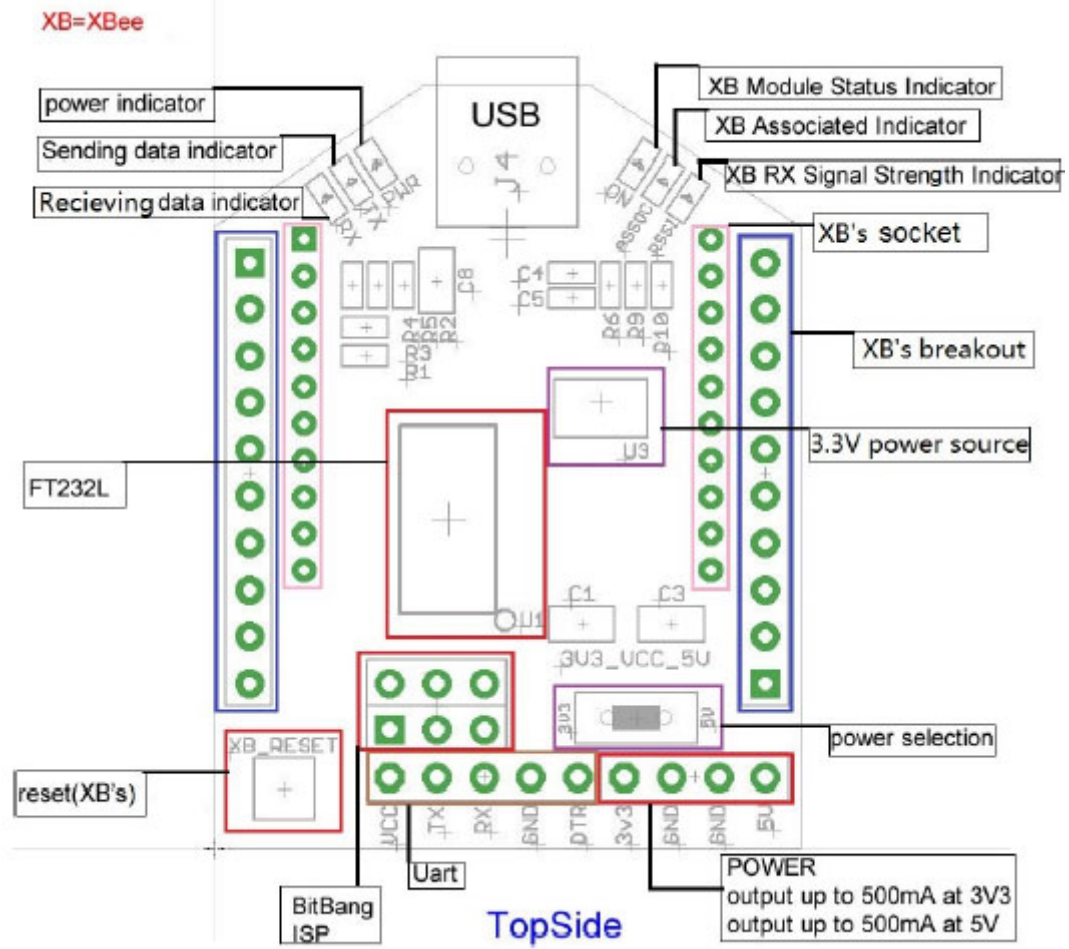 XB=XBee
power indicator
Sending data indicator
Recieving data indicator
USB
J4
XB Module Status Indicator
XB Associated Indicator
XB RX Signal Strength Indicator
RX
TX
PWR
ON
ASSOC
RSSI
XB's socket
XB's breakout
C8
C4
C5
R4
R5
R2
R3
R1
R6
R9
R10
U3
3.3V power source
FT232L
U1
C1
C3
3V3_VCC_5V
3V3
5V
power selection
XB_RESET
reset(XB's)
VCC
TX
RX
GND
DTR
3v3
GND
GND
5V
Uart
BitBang
ISP
POWER
output up to 500mA at 3V3
output up to 500mA at 5V
TopSide